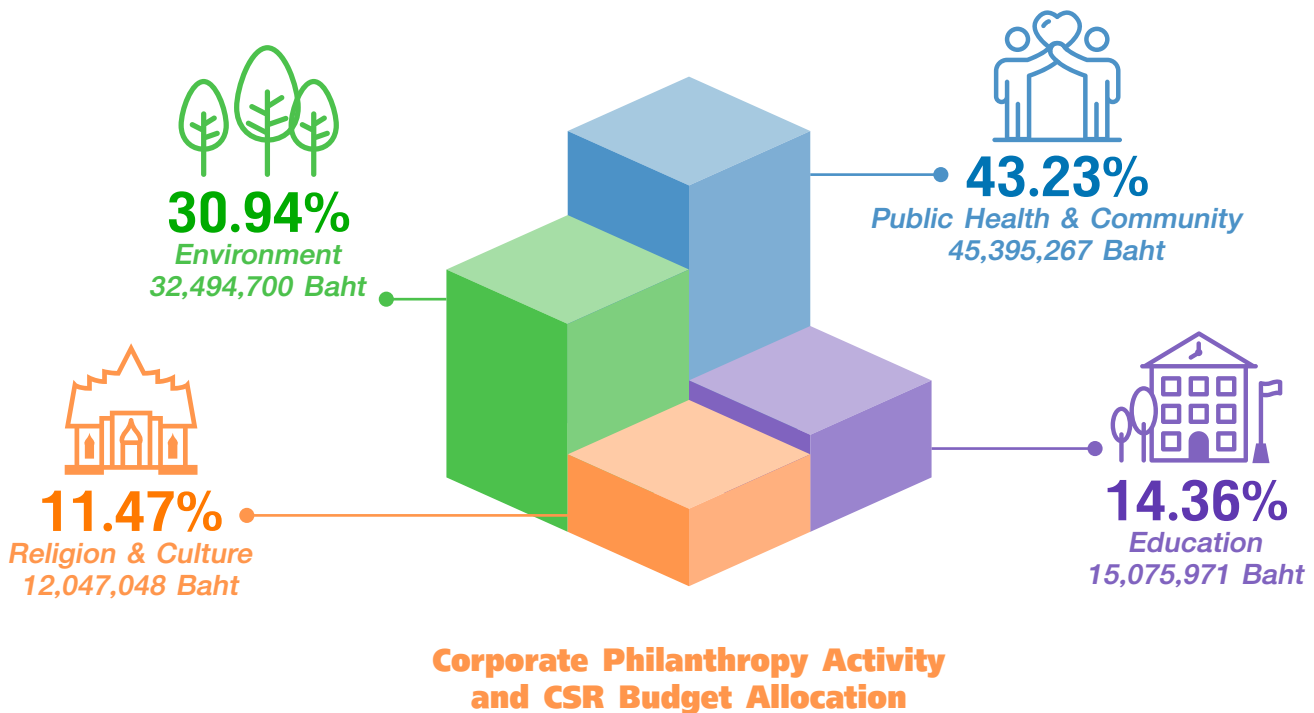 30.94%
Environment
32,494,700 Baht
43.23%
Public Health & Community
45,395,267 Baht
11.47%
Religion & Culture
12,047,048 Baht
14.36%
Education
15,075,971 Baht
Corporate Philanthropy Activity
and CSR Budget Allocation